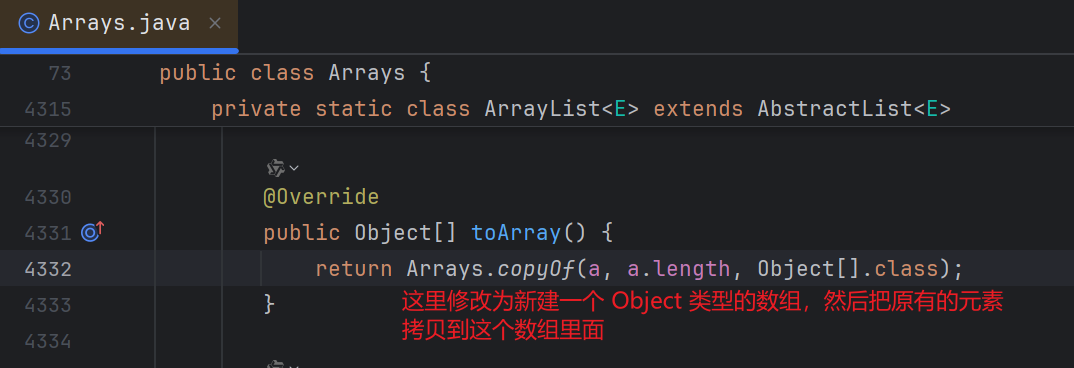 Arrays.java
73 public class Arrays {
4315 private static class ArrayList<E> extends AbstractList<E>
4329
4330 @Override
4331 public Object[] toArray() {
4332 return Arrays.copyOf(a, a.length, Object[].class);
4333 }
这里修改为新建一个 Object 类型的数组，然后把原有的元素
拷贝到这个数组里面
4334